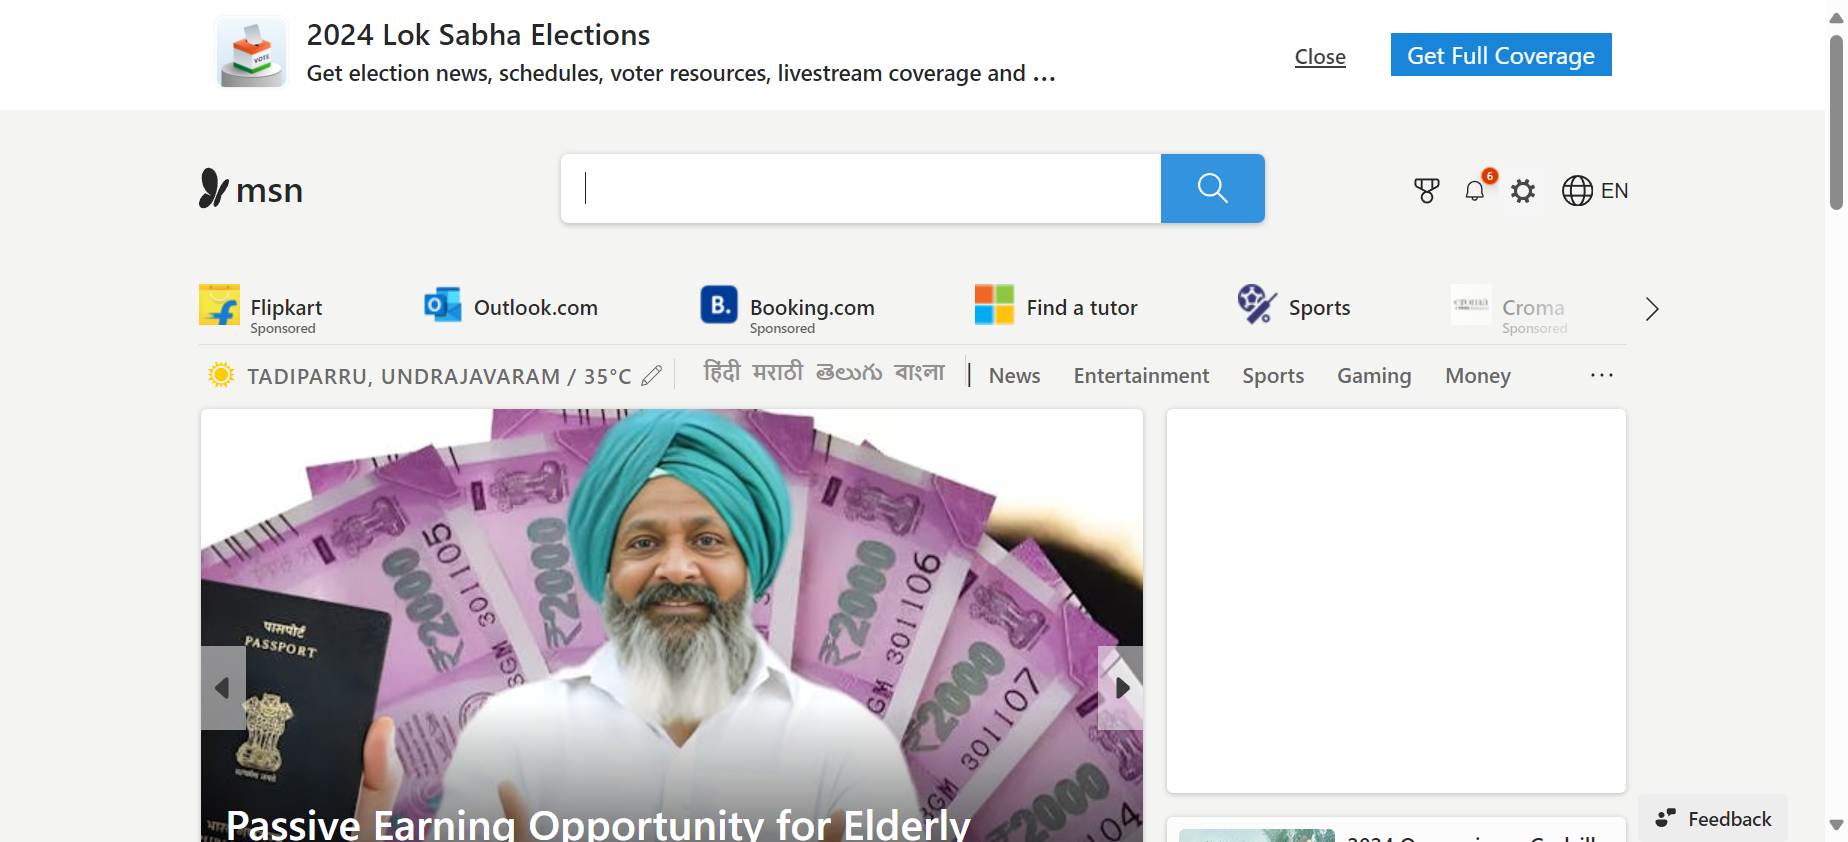 2024 Lok Sabha Elections
Get election news, schedules, voter resources, livestream coverage and ...
Close
Get Full Coverage
VOTE
msn
6
EN
Flipkart
Sponsored
Outlook.com
B.
Booking.com
Sponsored
Find a tutor
Sports
croma
Croma
Sponsored
TADIPARRU, UNDRAJAVARAM / 35°C
हिंदी मराठी తెలుగు বাংলা
News Entertainment Sports Gaming Money
...
पासपोर्ट
PASSPORT
301105
₹2000
₹2000
₹2000
301106
₹2000
301107
₹2000
Passive Earning Opportunity for Elderly
Feedback